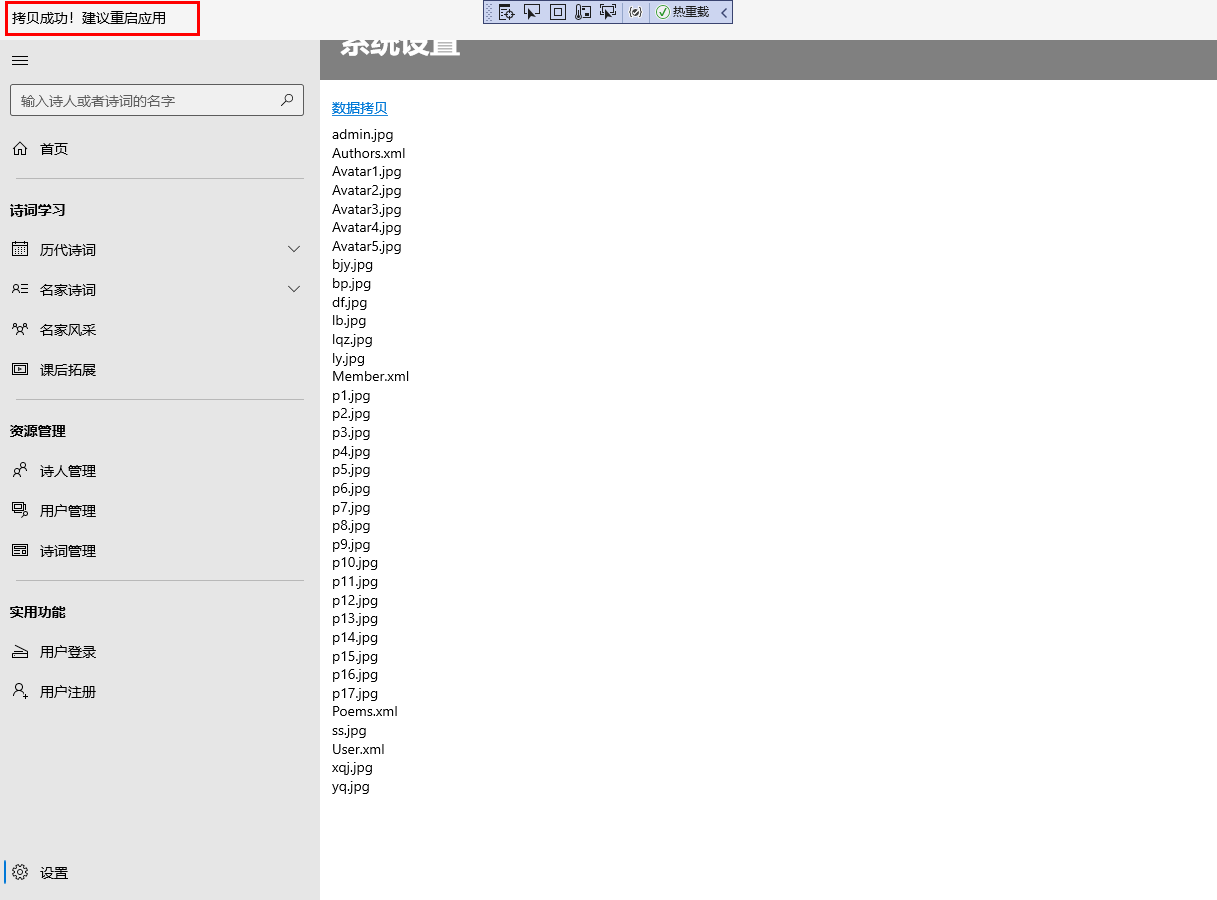 拷贝成功！建议重启应用
热重载
系统设置
输入诗人或者诗词的名字
首页
诗词学习
历代诗词
名家诗词
名家风采
课后拓展
资源管理
诗人管理
用户管理
诗词管理
实用功能
用户登录
用户注册
设置
数据拷贝
admin.jpg
Authors.xml
Avatar1.jpg
Avatar2.jpg
Avatar3.jpg
Avatar4.jpg
Avatar5.jpg
bjy.jpg
bp.jpg
df.jpg
lb.jpg
lqz.jpg
ly.jpg
Member.xml
p1.jpg
p2.jpg
p3.jpg
p4.jpg
p5.jpg
p6.jpg
p7.jpg
p8.jpg
p9.jpg
p10.jpg
p11.jpg
p12.jpg
p13.jpg
p14.jpg
p15.jpg
p16.jpg
p17.jpg
Poems.xml
ss.jpg
User.xml
xqj.jpg
yq.jpg